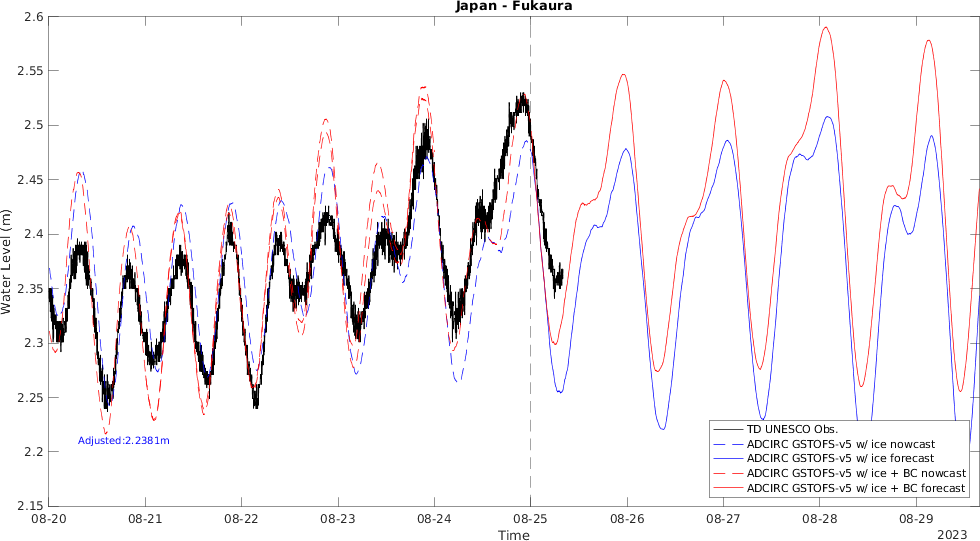 Japan - Fukaura
2.6
2.55
2.5
2.45
2.4
2.35
2.3
2.25
2.2
2.15
Water Level (m)
Adjusted:2.2381m
TD UNESCO Obs.
ADCIRC GSTOFS-v5 w/ ice nowcast
ADCIRC GSTOFS-v5 w/ ice forecast
ADCIRC GSTOFS-v5 w/ ice + BC nowcast
ADCIRC GSTOFS-v5 w/ ice + BC forecast
08-20 08-21 08-22 08-23 08-24 08-25 08-26 08-27 08-28 08-29
Time
2023